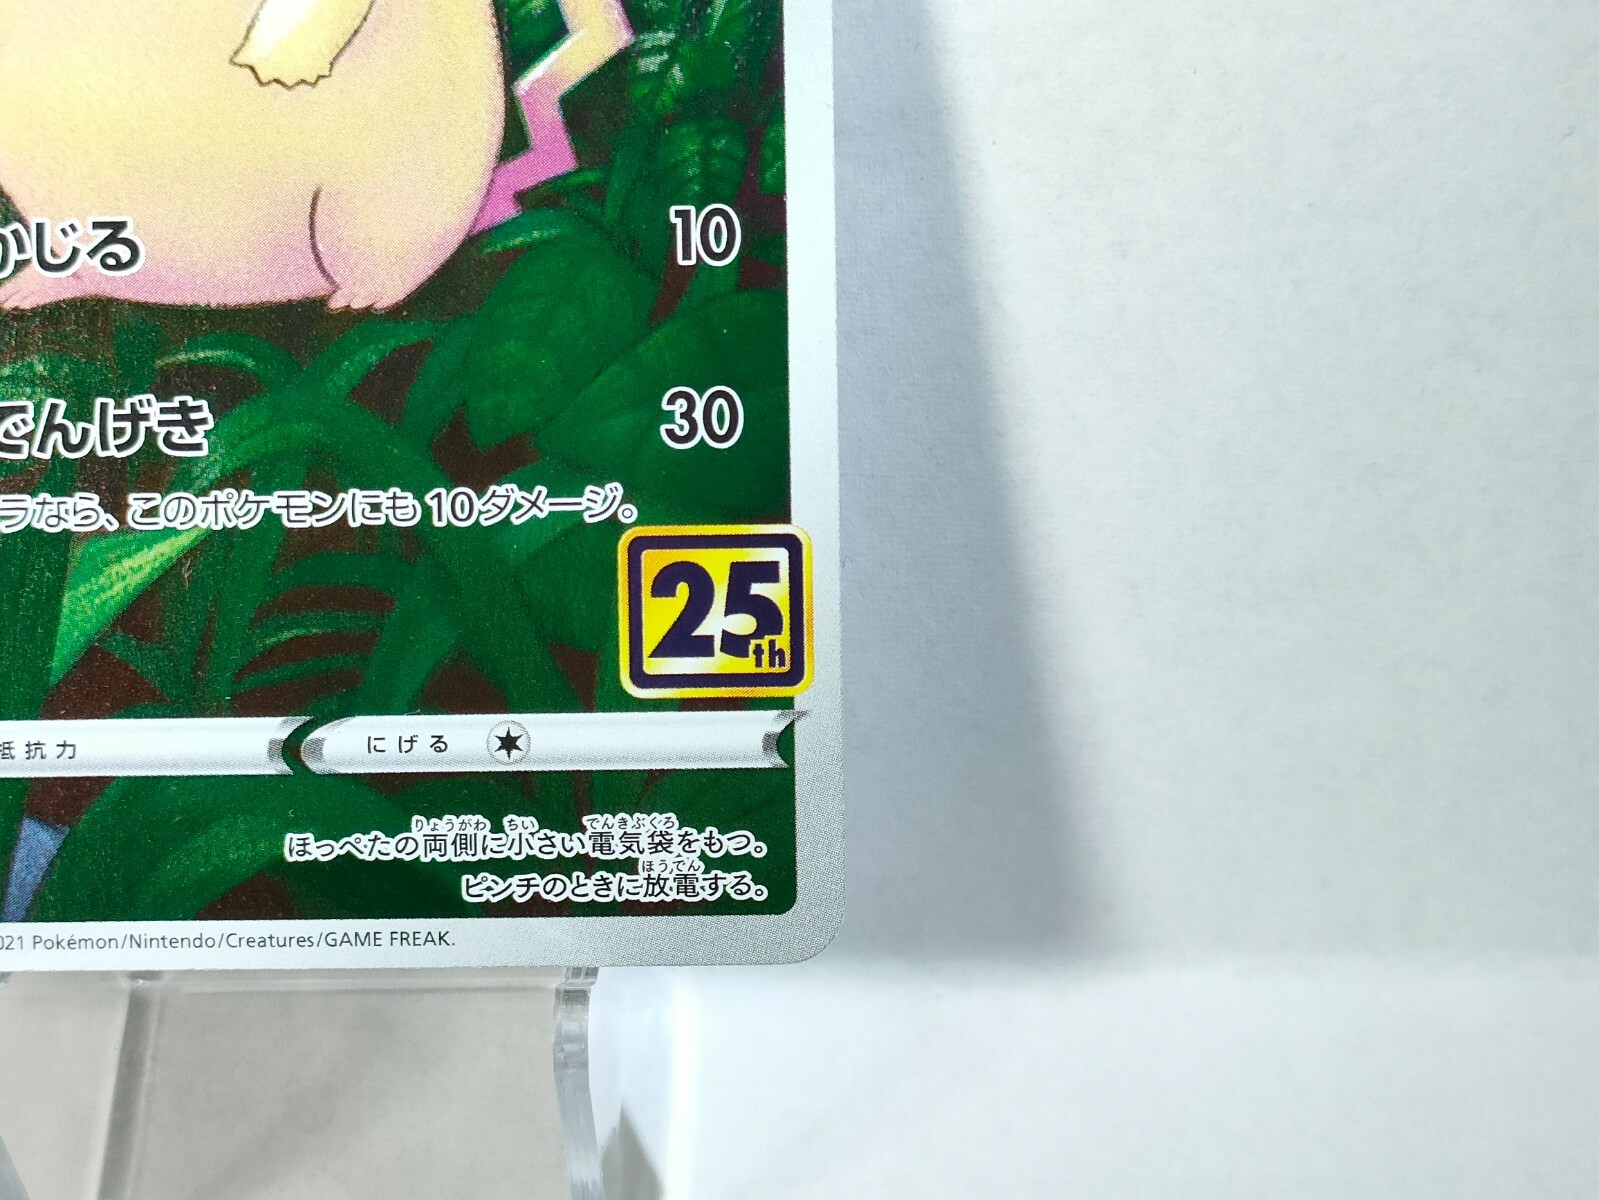 かじる 10
でんげき 30
ラなら、このポケモンにも10ダメージ。
25th
抵抗力 にげる
ほっぺたの両側に小さい電気袋をもつ。
りょうがわ ちい でんきぶくろ
ピンチのときに放電する。
ほうでん
021 Pokémon/Nintendo/Creatures/GAME FREAK.